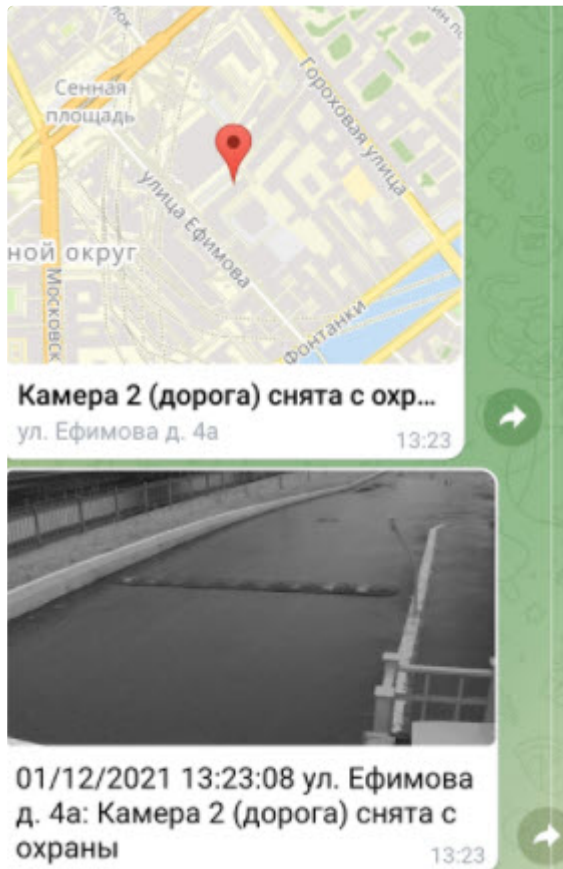 Сенная
площадь
Гороховая улица
улица Ефимова
ной округ
Московск
Фонтанки
Камера 2 (дорога) снята с охр...
ул. Ефимова д. 4а
13:23
01/12/2021 13:23:08 ул. Ефимова
д. 4а: Камера 2 (дорога) снята с
охраны
13:23